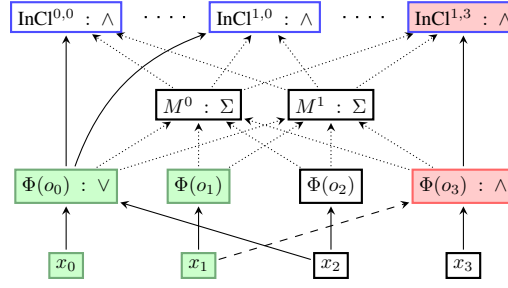 InCl^{0,0} : ∧ · · · · InCl^{1,0} : ∧ · · · · InCl^{1,3} : ∧
M^0 : Σ M^1 : Σ
Φ(o_0) : ∨ Φ(o_1) Φ(o_2) Φ(o_3) : ∧
x_0 x_1 x_2 x_3